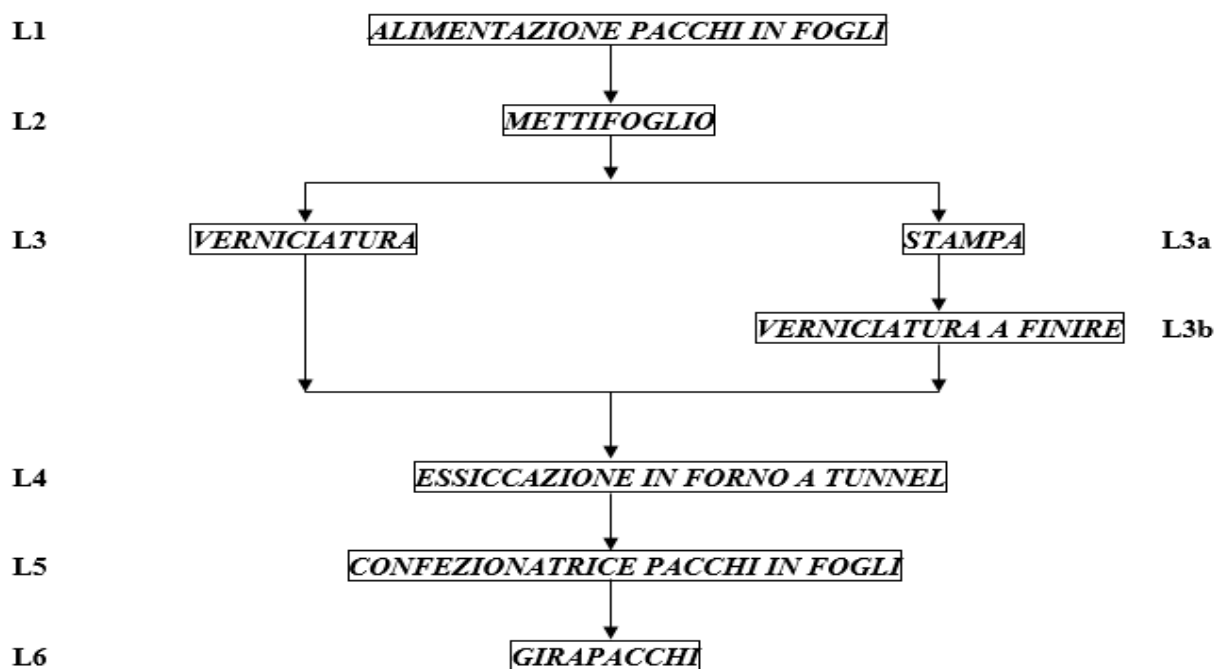 L1 ALIMENTAZIONE PACCHI IN FOGLI
L2 METTIFOGLIO
L3 VERNICIATURA STAMPA L3a
VERNICIATURA A FINIRE L3b
L4 ESSICCAZIONE IN FORNO A TUNNEL
L5 CONFEZIONATRICE PACCHI IN FOGLI
L6 GIRAPACCHI